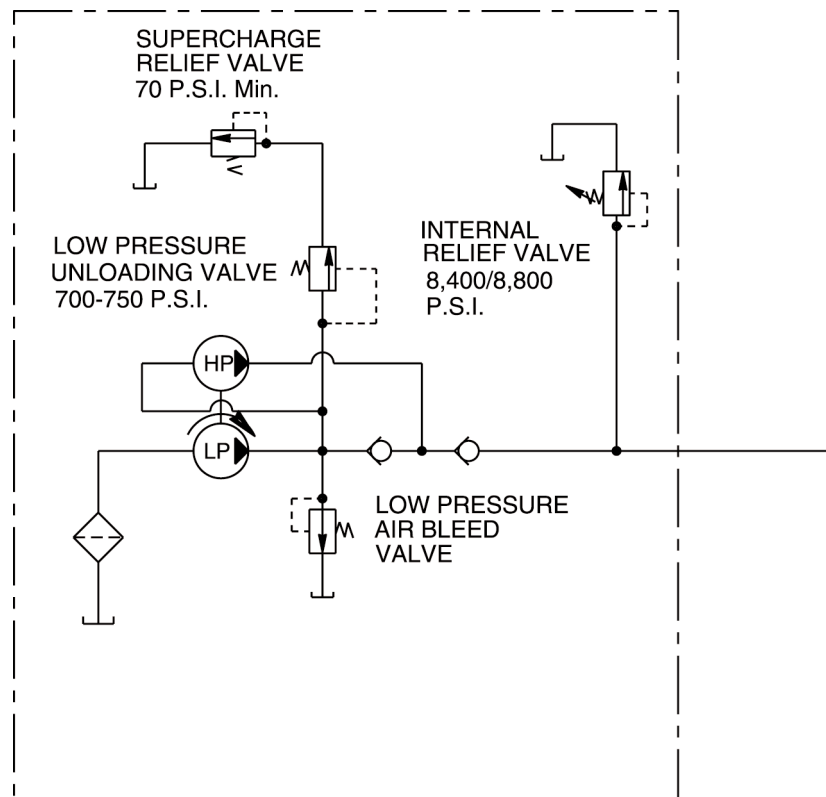 SUPERCHARGE
RELIEF VALVE
70 P.S.I. Min.
LOW PRESSURE
UNLOADING VALVE
700-750 P.S.I.
INTERNAL
RELIEF VALVE
8,400/8,800
P.S.I.
HP
LP
LOW PRESSURE
AIR BLEED
VALVE